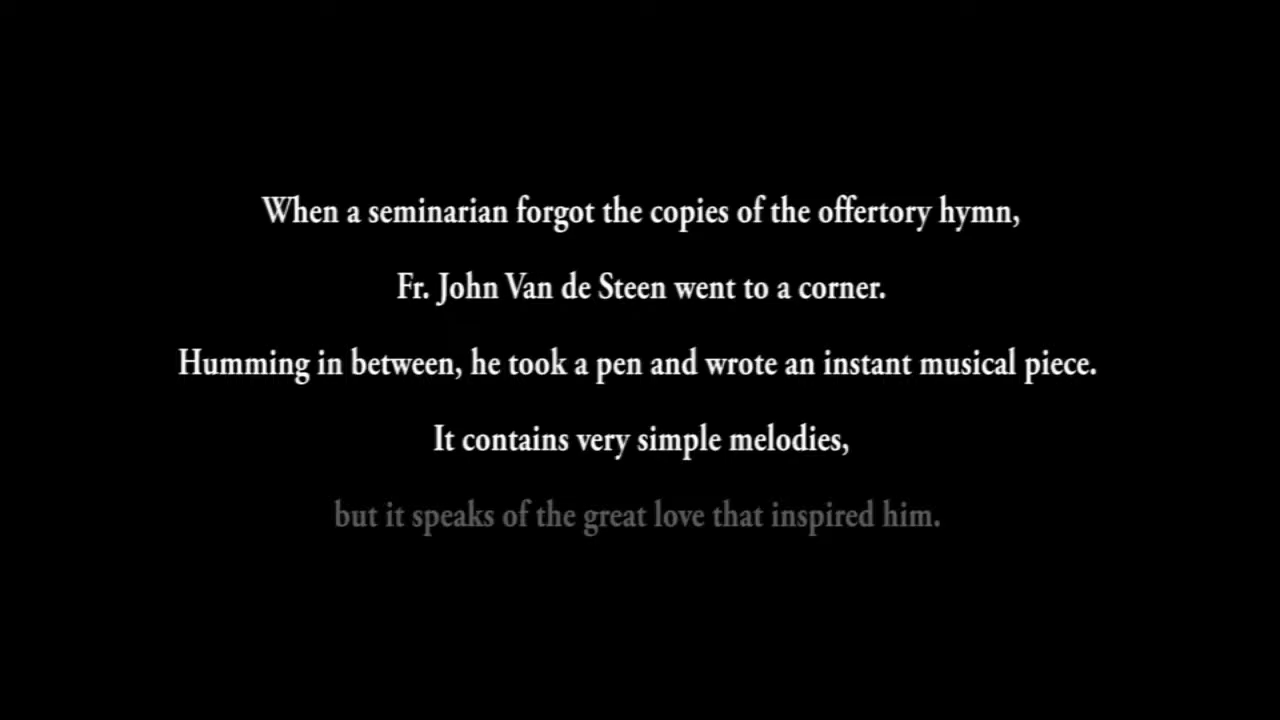 When a seminarian forgot the copies of the offertory hymn,
Fr. John Van de Steen went to a corner.
Humming in between, he took a pen and wrote an instant musical piece.
It contains very simple melodies,
but it speaks of the great love that inspired him.